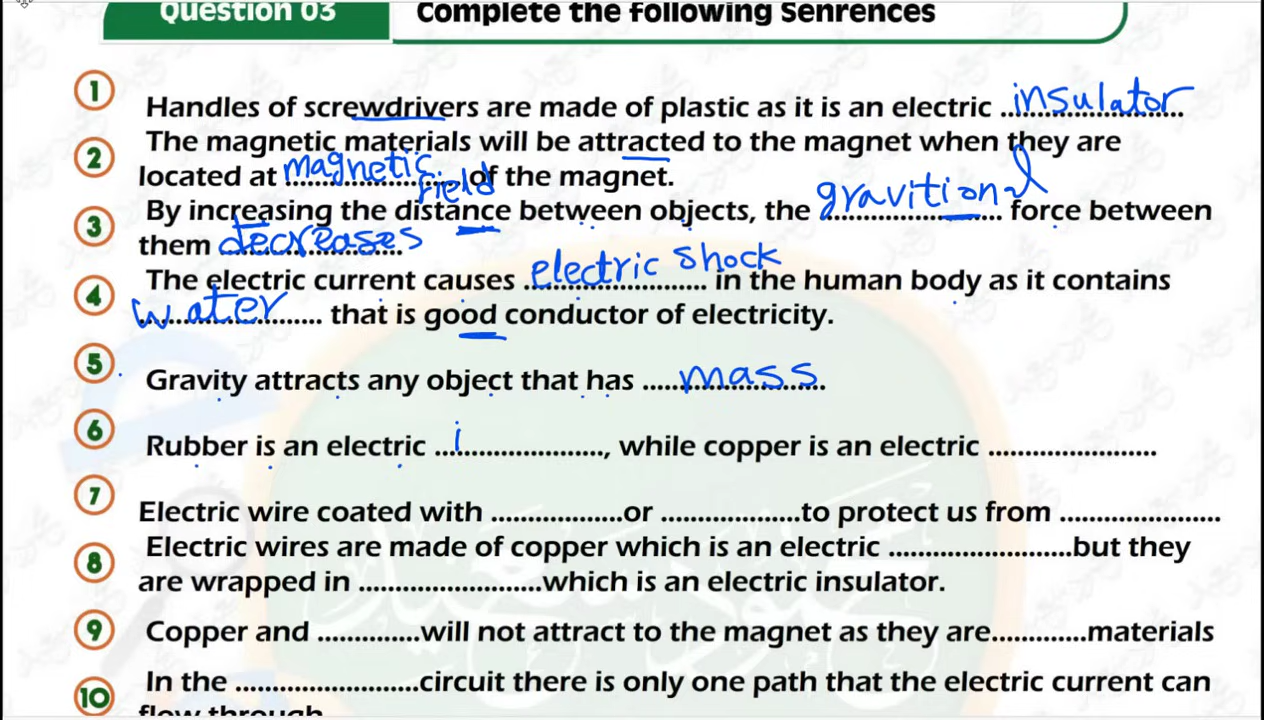 Question 03 Complete the Following Senrences
1 Handles of screwdrivers are made of plastic as it is an electric ...insulator...
2 The magnetic materials will be attracted to the magnet when they are
located at ...magnetic field... of the magnet.
3 By increasing the distance between objects, the ...gravitional... force between
them ...decreases...
4 The electric current causes ...electric shock... in the human body as it contains
...water... that is good conductor of electricity.
5 Gravity attracts any object that has ...mass...
6 Rubber is an electric ...i..................., while copper is an electric ..........................
7 Electric wire coated with ....................or .....................to protect us from ........................
8 Electric wires are made of copper which is an electric ...........................but they
are wrapped in ...........................which is an electric insulator.
9 Copper and ...............will not attract to the magnet as they are.............materials
10 In the ...........................circuit there is only one path that the electric current can
flow through